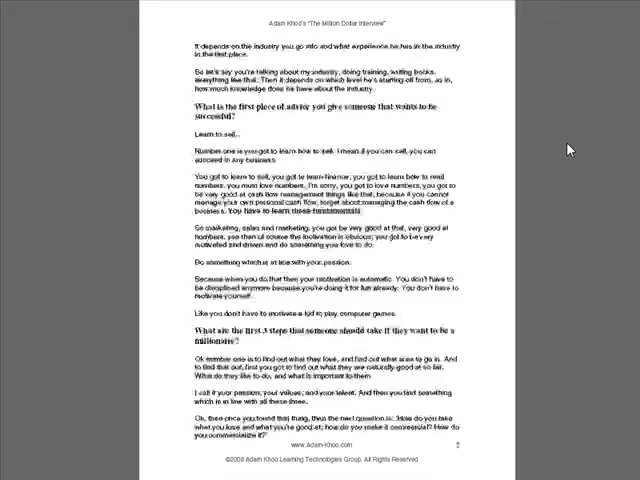 Adam Khoo's "The Million Dollar Interview"
It depends on the industry you go into and what experience he has in the industry
in the first place.
So let's say you're talking about my industry, doing training, writing books,
everything like that. Then it depends on which level he's starting off from, as in,
how much knowledge does he have about the industry.
What is the first piece of advice you give someone that wants to be
successful?
Learn to sell..
Number one is you got to learn how to sell. I mean if you can sell, you can
succeed in any business.
You got to learn to sell, you got to learn finance, you got to learn how to read
numbers, you must love numbers. I'm sorry, you got to love numbers, you got to
be very good at cash flow management things like that, because if you cannot
manage your own personal cash flow, forget about managing the cash flow of a
business. You have to learn these fundamentals
So marketing, sales and marketing, you got be very good at that, very good at
numbers, yes then of course the motivation is obvious, you got to be very
motivated and driven and do something you love to do.
Do something which is in line with your passion.
Because when you do that then your motivation is automatic. You don't have to
be disciplined anymore because you're doing it for fun already. You don't have to
motivate yourself.
Like you don't have to motivate a kid to play computer games.
What are the first 3 steps that someone should take if they want to be a
millionaire?
Ok number one is to find out what they love, and find out what area to go in. And
to find that out, first you got to find out what they are naturally good at so far.
What do they like to do, and what is important to them.
I call it your passion, your values, and your talent. And then you find something
which is in line with all these three.
Ok, then once you found that thing, then the next question is: How do you take
what you love and what you're good at; how do you make it commercial? How do
you commercialize it?
www.Adam-Khoo.com
©2008 Adam Khoo Learning Technologies Group. All Rights Reserved